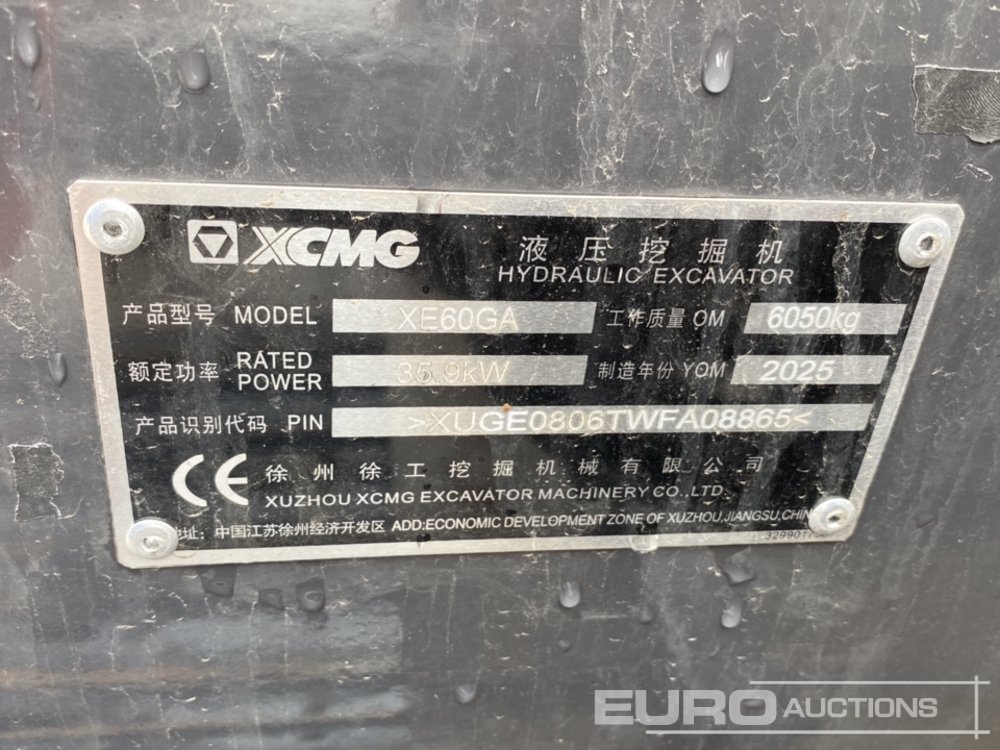 XCMG 液压挖掘机
HYDRAULIC EXCAVATOR
产品型号 MODEL XE60GA 工作质量 OM 6050kg
额定功率 RATED POWER 35.9kW 制造年份 YOM 2025
产品识别代码 PIN >XUGE0806TWFA08865<
CE 徐州徐工挖掘机械有限公司
XUZHOU XCMG EXCAVATOR MACHINERY CO.,LTD.
地址: 中国江苏徐州经济开发区 ADD:ECONOMIC DEVELOPMENT ZONE OF XUZHOU,JIANGSU,CHIN
EURO AUCTIONS